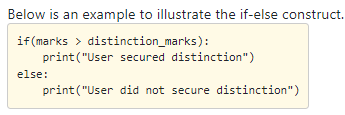 Below is an example to illustrate the if-else construct.
if(marks > distinction_marks):
    print("User secured distinction")
else:
    print("User did not secure distinction")